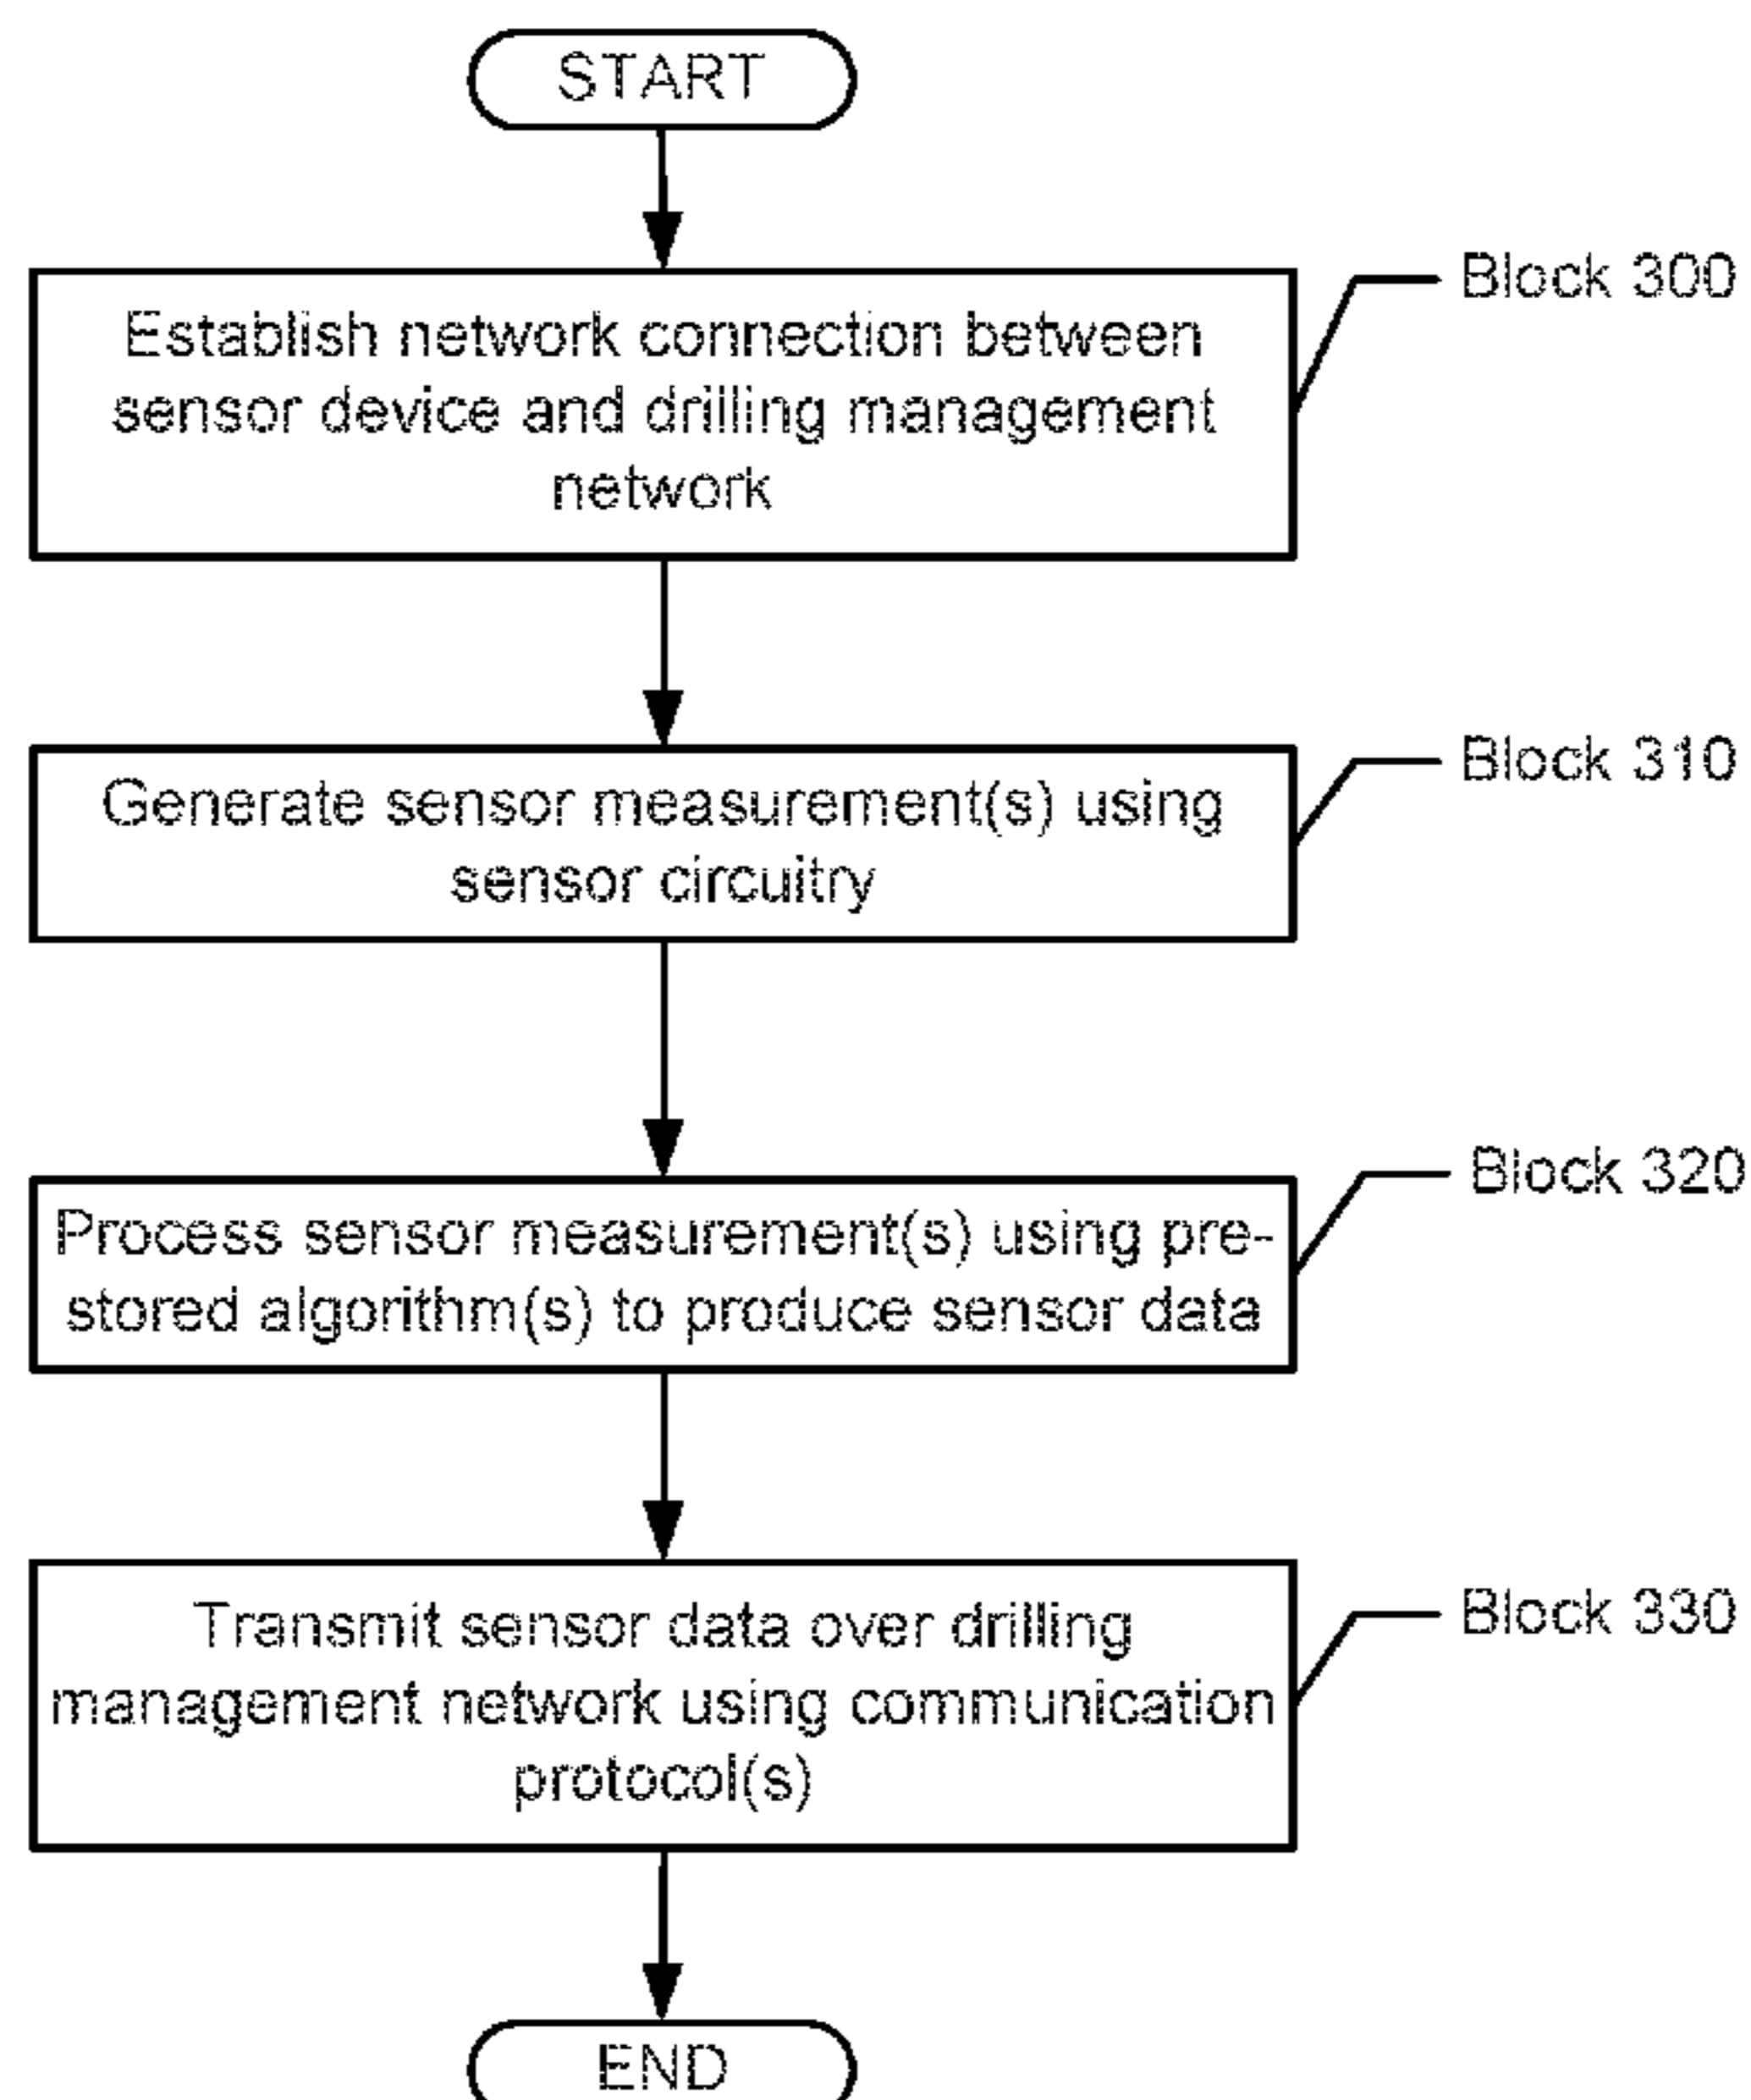 START
Block 300
Establish network connection between
sensor device and drilling management
network
Block 310
Generate sensor measurement(s) using
sensor circuitry
Block 320
Process sensor measurement(s) using pre-
stored algorithm(s) to produce sensor data
Block 330
Transmit sensor data over drilling
management network using communication
protocol(s)
END